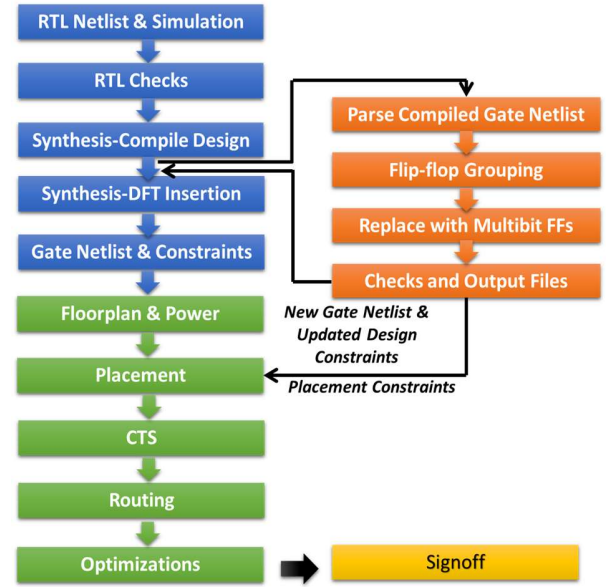 RTL Netlist & Simulation
RTL Checks
Synthesis-Compile Design
Synthesis-DFT Insertion
Gate Netlist & Constraints
Floorplan & Power
Placement
CTS
Routing
Optimizations
Parse Compiled Gate Netlist
Flip-flop Grouping
Replace with Multibit FFs
Checks and Output Files
New Gate Netlist &
Updated Design
Constraints
Placement Constraints
Signoff